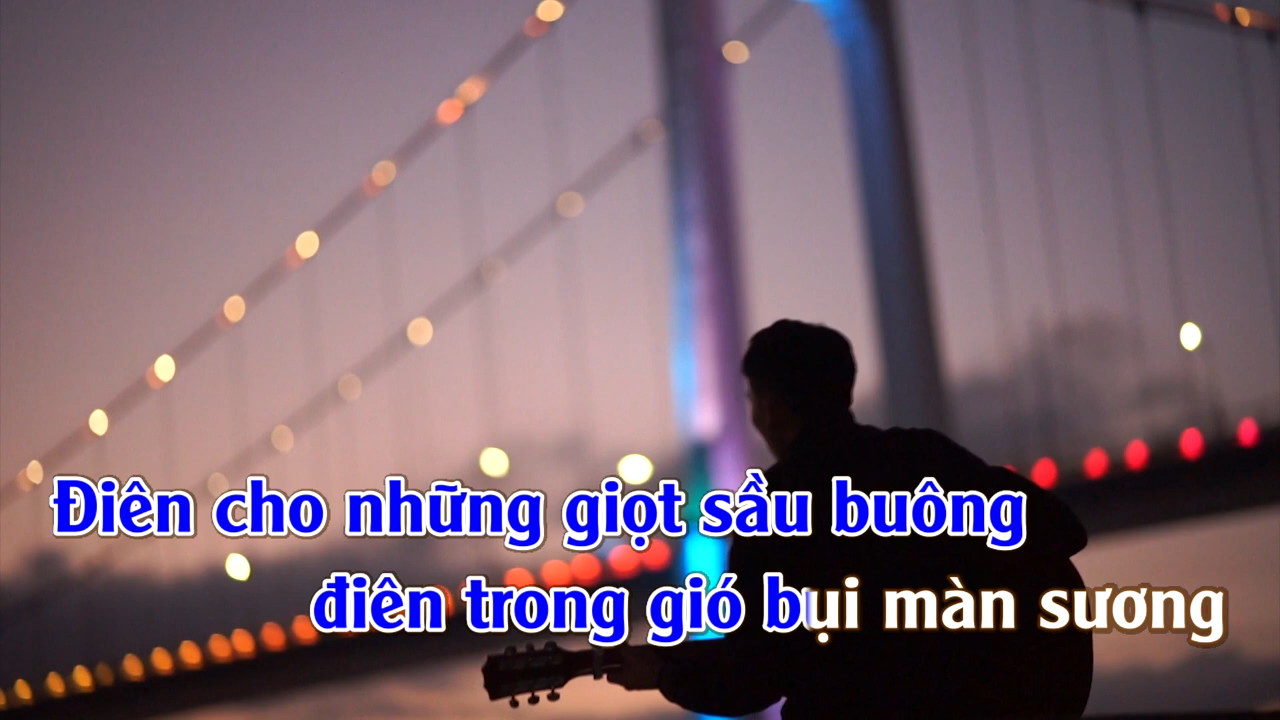 Điên cho những giọt sầu buông
điên trong gió bụi màn sương